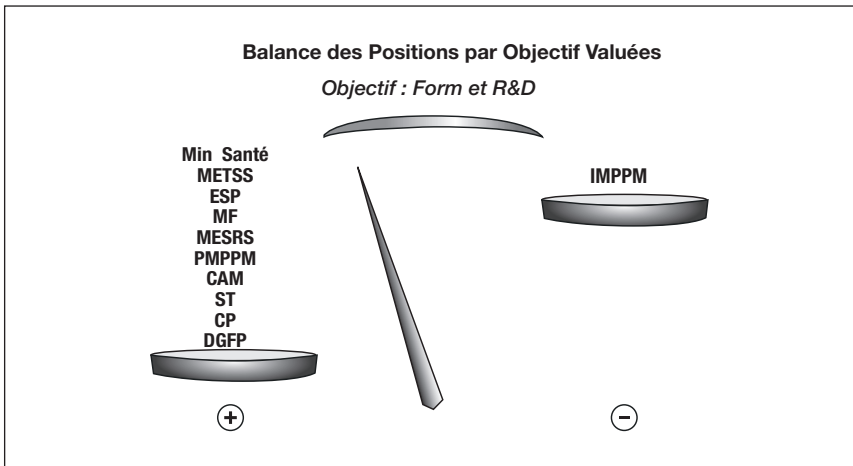 Balance des Positions par Objectif Valuées
Objectif : Form et R&D
Min Santé
METSS
ESP
MF
MESRS
PMPPM
CAM
ST
CP
DGFP
+
IMPPM
−